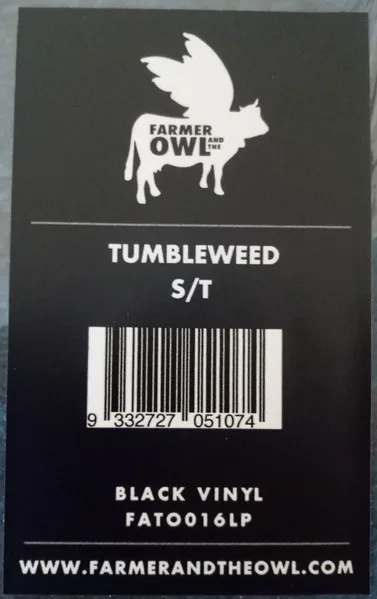 FARMER
OWL AND THE
TUMBLEWEED
S/T
9 332727 051074
BLACK VINYL
FATO016LP
WWW.FARMERANDTHEOWL.COM